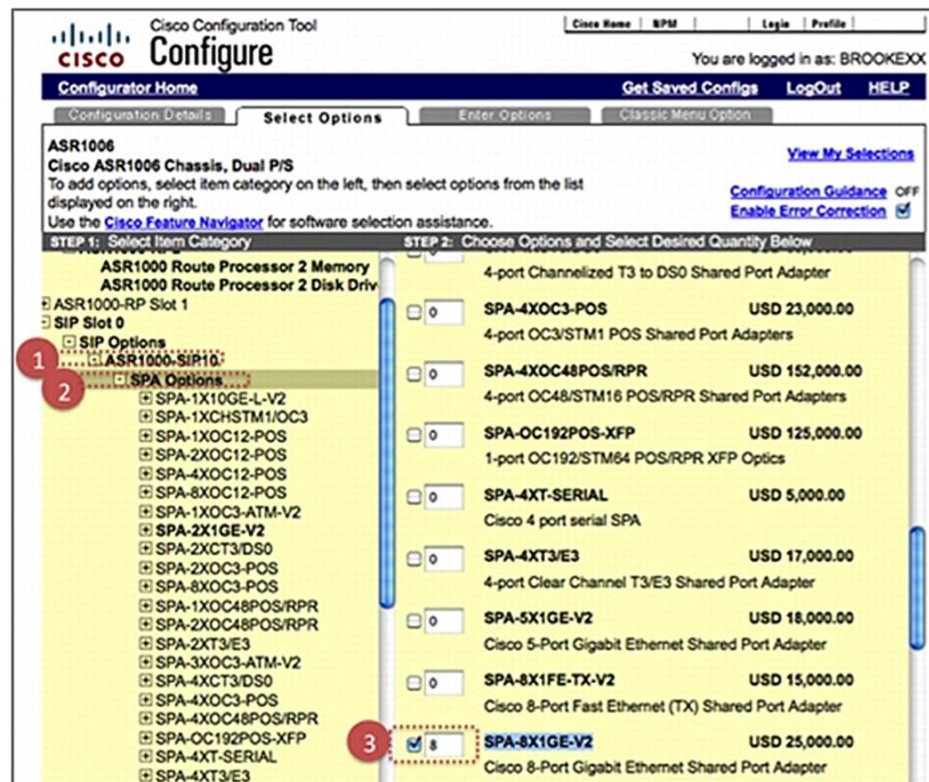 Cisco Configuration Tool
CISCO
Configure
Cisco Home
NPM
Login
Profile
You are logged in as: BROOKEXX
Configurator Home
Get Saved Configs
LogOut
HELP
Configuration Details
Select Options
Enter Options
Classic Menu Option
ASR1006
Cisco ASR1006 Chassis, Dual P/S
View My Selections
To add options, select item category on the left, then select options from the list
displayed on the right.
Configuration Guidance OFF
Use the Cisco Feature Navigator for software selection assistance.
Enable Error Correction
STEP 1: Select Item Category
ASR1000 Route Processor 2 Memory
ASR1000 Route Processor 2 Disk Driv
ASR1000-RP Slot 1
SIP Slot 0
SIP Options
1
ASR1000-SIP10
2
SPA Options
SPA-1X10GE-L-V2
SPA-1XCHSTM1/OC3
SPA-1XOC12-POS
SPA-2XOC12-POS
SPA-4XOC12-POS
SPA-8XOC12-POS
SPA-1XOC3-ATM-V2
SPA-2X1GE-V2
SPA-2XCT3/DS0
SPA-2XOC3-POS
SPA-8XOC3-POS
SPA-1XOC48POS/RPR
SPA-2XOC48POS/RPR
SPA-2XT3/E3
SPA-3XOC3-ATM-V2
SPA-4XCT3/DS0
SPA-4XOC3-POS
SPA-4XOC48POS/RPR
SPA-OC192POS-XFP
SPA-4XT-SERIAL
SPA-4XT3/E3
STEP 2: Choose Options and Select Desired Quantity Below
0
4-port Channelized T3 to DS0 Shared Port Adapter
0 SPA-4XOC3-POS USD 23,000.00
4-port OC3/STM1 POS Shared Port Adapters
0 SPA-4XOC48POS/RPR USD 152,000.00
4-port OC48/STM16 POS/RPR Shared Port Adapters
0 SPA-OC192POS-XFP USD 125,000.00
1-port OC192/STM64 POS/RPR XFP Optics
0 SPA-4XT-SERIAL USD 5,000.00
Cisco 4 port serial SPA
0 SPA-4XT3/E3 USD 17,000.00
4-port Clear Channel T3/E3 Shared Port Adapter
0 SPA-5X1GE-V2 USD 18,000.00
Cisco 5-Port Gigabit Ethernet Shared Port Adapter
0 SPA-8X1FE-TX-V2 USD 15,000.00
Cisco 8-Port Fast Ethernet (TX) Shared Port Adapter
3 8 SPA-8X1GE-V2 USD 25,000.00
Cisco 8-Port Gigabit Ethernet Shared Port Adapter